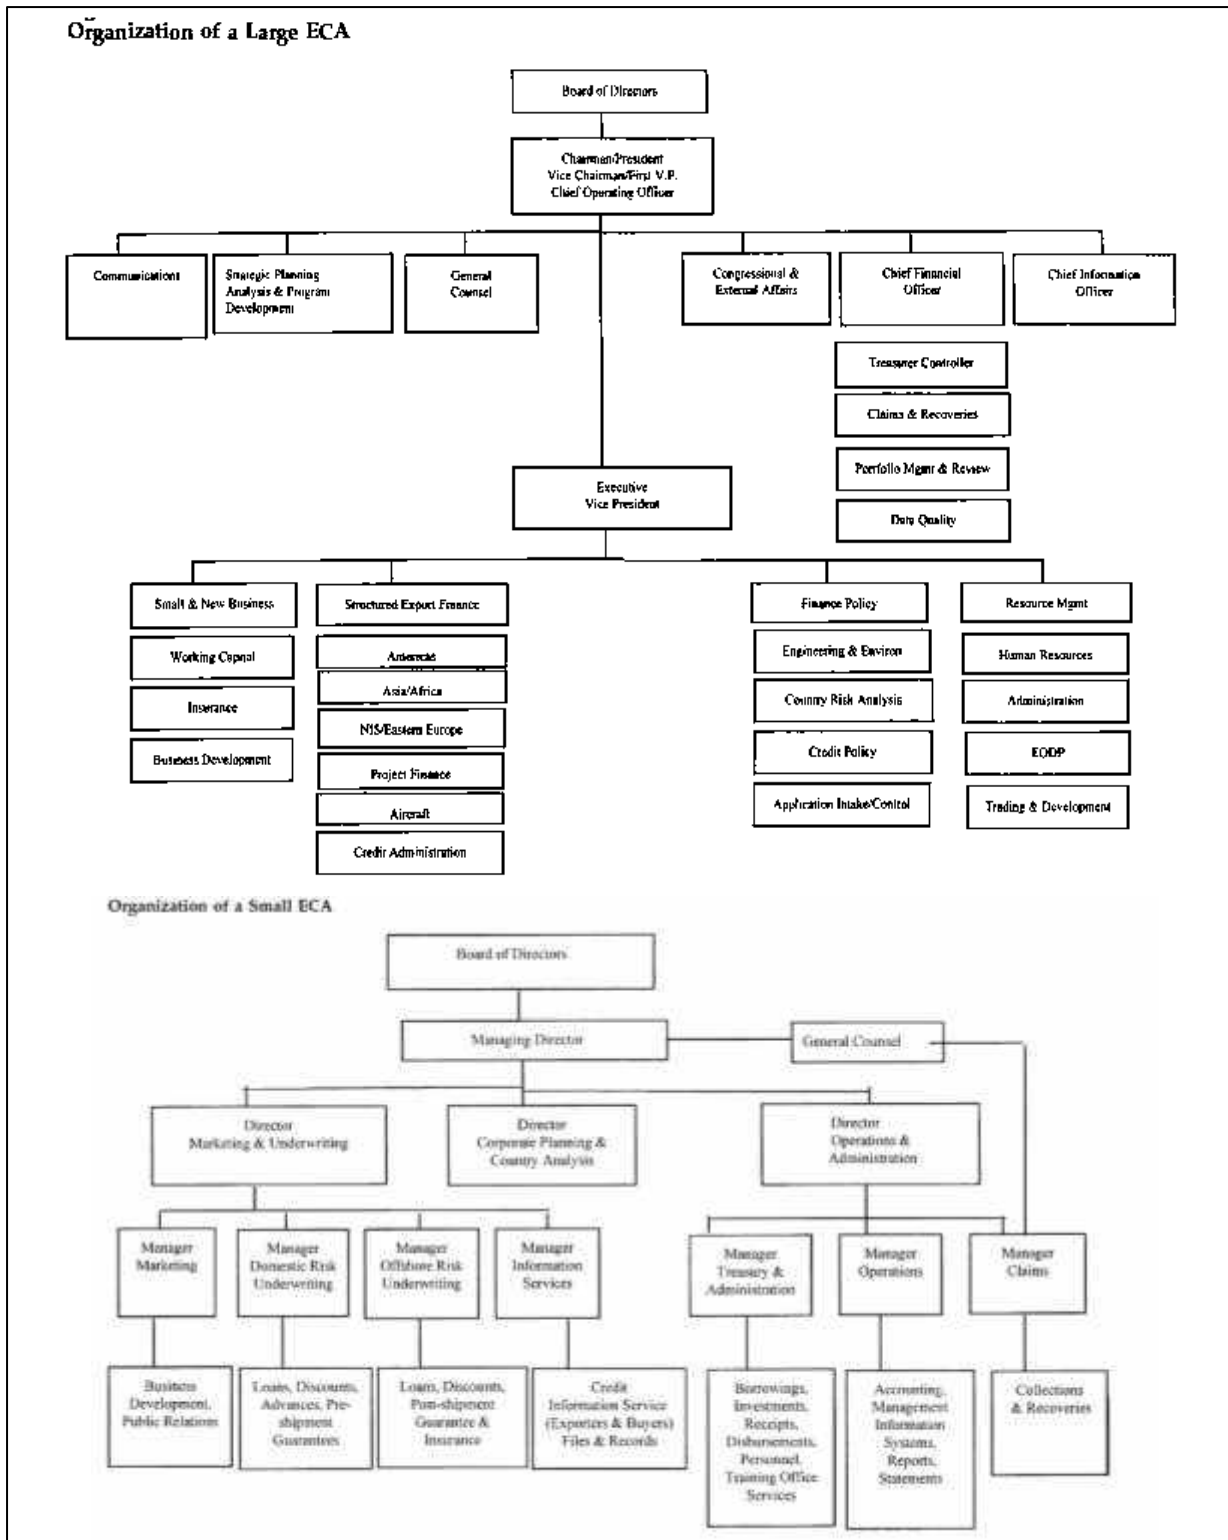 Organization of a Large ECA
Board of Directors
Chairman/President
Vice Chairman/First V.P.
Chief Operating Officer
Communications
Strategic Planning
Analysis & Program
Development
General
Counsel
Congressional &
External Affairs
Chief Financial
Officer
Chief Information
Officer
Treasurer Controller
Claims & Recoveries
Portfolio Mgmt & Review
Data Quality
Executive
Vice President
Small & New Business
Working Capital
Insurance
Business Development
Structured Export Finance
Americas
Asia/Africa
NIS/Eastern Europe
Project Finance
Aircraft
Credit Administration
Finance Policy
Engineering & Environ
Country Risk Analysis
Credit Policy
Application Intake/Control
Resource Mgmt
Human Resources
Administration
EODP
Trading & Development
Organization of a Small ECA
Board of Directors
Managing Director
General Counsel
Director
Marketing & Underwriting
Director
Corporate Planning &
Country Analysis
Director
Operations &
Administration
Manager
Marketing
Manager
Domestic Risk
Underwriting
Manager
Offshore Risk
Underwriting
Manager
Information
Services
Manager
Treasury &
Administration
Manager
Operations
Manager
Claims
Business
Development,
Public Relations
Loans, Discounts,
Advances, Pre-
shipment
Guarantees
Loans, Discounts,
Post-shipment
Guarantee &
Insurance
Credit
Information Service
(Exporters & Buyers)
Files & Records
Borrowings,
Investments,
Receipts,
Disbursements,
Personnel,
Training Office
Services
Accounting,
Management
Information
Systems,
Reports,
Statements
Collections
& Recoveries